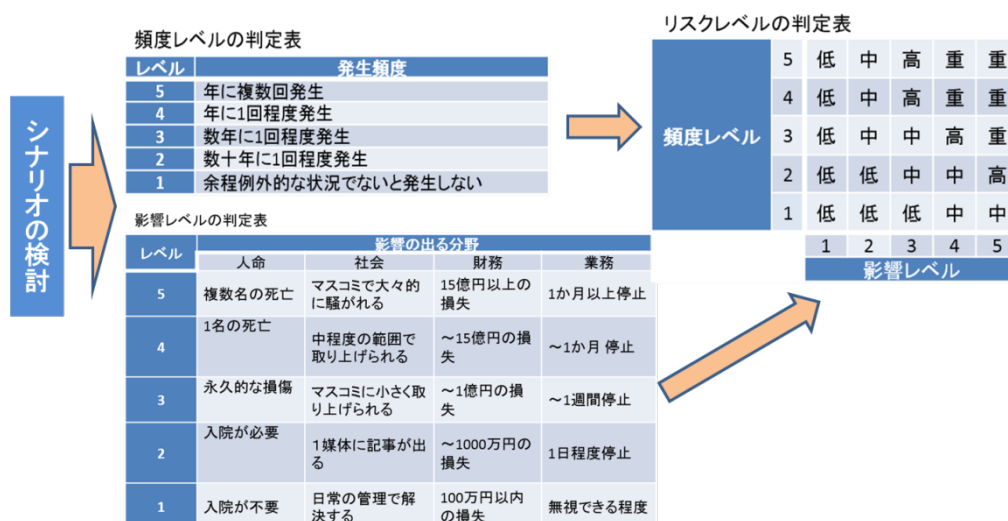 シナリオの検討
頻度レベルの判定表
レベル 発生頻度
5 年に複数回発生
4 年に1回程度発生
3 数年に1回程度発生
2 数十年に1回程度発生
1 余程例外的な状況でないと発生しない
影響レベルの判定表
レベル 影響の出る分野
人命 社会 財務 業務
5 複数名の死亡 マスコミで大々的に騒がれる 15億円以上の損失 1か月以上停止
4 1名の死亡 中程度の範囲で取り上げられる ～15億円の損失 ～1か月 停止
3 永久的な損傷 マスコミに小さく取り上げられる ～1億円の損失 ～1週間停止
2 入院が必要 １媒体に記事が出る ～1000万円の損失 1日程度停止
1 入院が不要 日常の管理で解決する 100万円以内の損失 無視できる程度
リスクレベルの判定表
頻度レベル
5 低 中 高 重 重
4 低 中 高 重 重
3 低 中 中 高 重
2 低 低 中 中 高
1 低 低 低 中 中
1 2 3 4 5
影響レベル